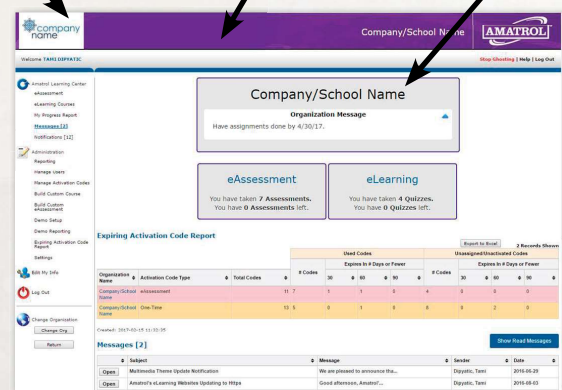 company
name
Company/School Name
AMATROL
Welcome TAMI DIPYATIC
Stop Ghosting | Help | Log Out
Amatrol Learning Center
eAssessment
eLearning Courses
My Progress Report
Messages [2]
Notifications [12]
Administration
Reporting
Manage Users
Manage Activation Codes
Build Custom Course
Build Custom
eAssessment
Demo Setup
Demo Reporting
Expiring Activation Code
Report
Settings
Edit My Info
Log Out
Change Organization
Change Org
Return
Company/School Name
Organization Message
Have assignments done by 4/30/17.
eAssessment
You have taken 7 Assessments.
You have 0 Assessments left.
eLearning
You have taken 4 Quizzes.
You have 0 Quizzes left.
Expiring Activation Code Report
Export to Excel
2 Records Shown
Used Codes
Unassigned/Unactivated Codes
Expires In # Days or Fewer
Expires In # Days or Fewer
Organization Name
Activation Code Type
Total Codes
# Codes
30
60
90
# Codes
30
60
90
Company/School Name eAssessment 11 7 1 1 0 4 0 0 0
Company/School Name One-Time 13 5 0 1 0 8 0 2 0
Messages [2]
Show Read Messages
Subject
Message
Sender
Date
Open Multimedia Theme Update Notification We are pleased to announce tha... Dipyatic, Tami 2016-06-20
Open Amatrol's eLearning Websites Updating to Https Good afternoon, Amatrol'... Dipyatic, Tami 2016-08-03